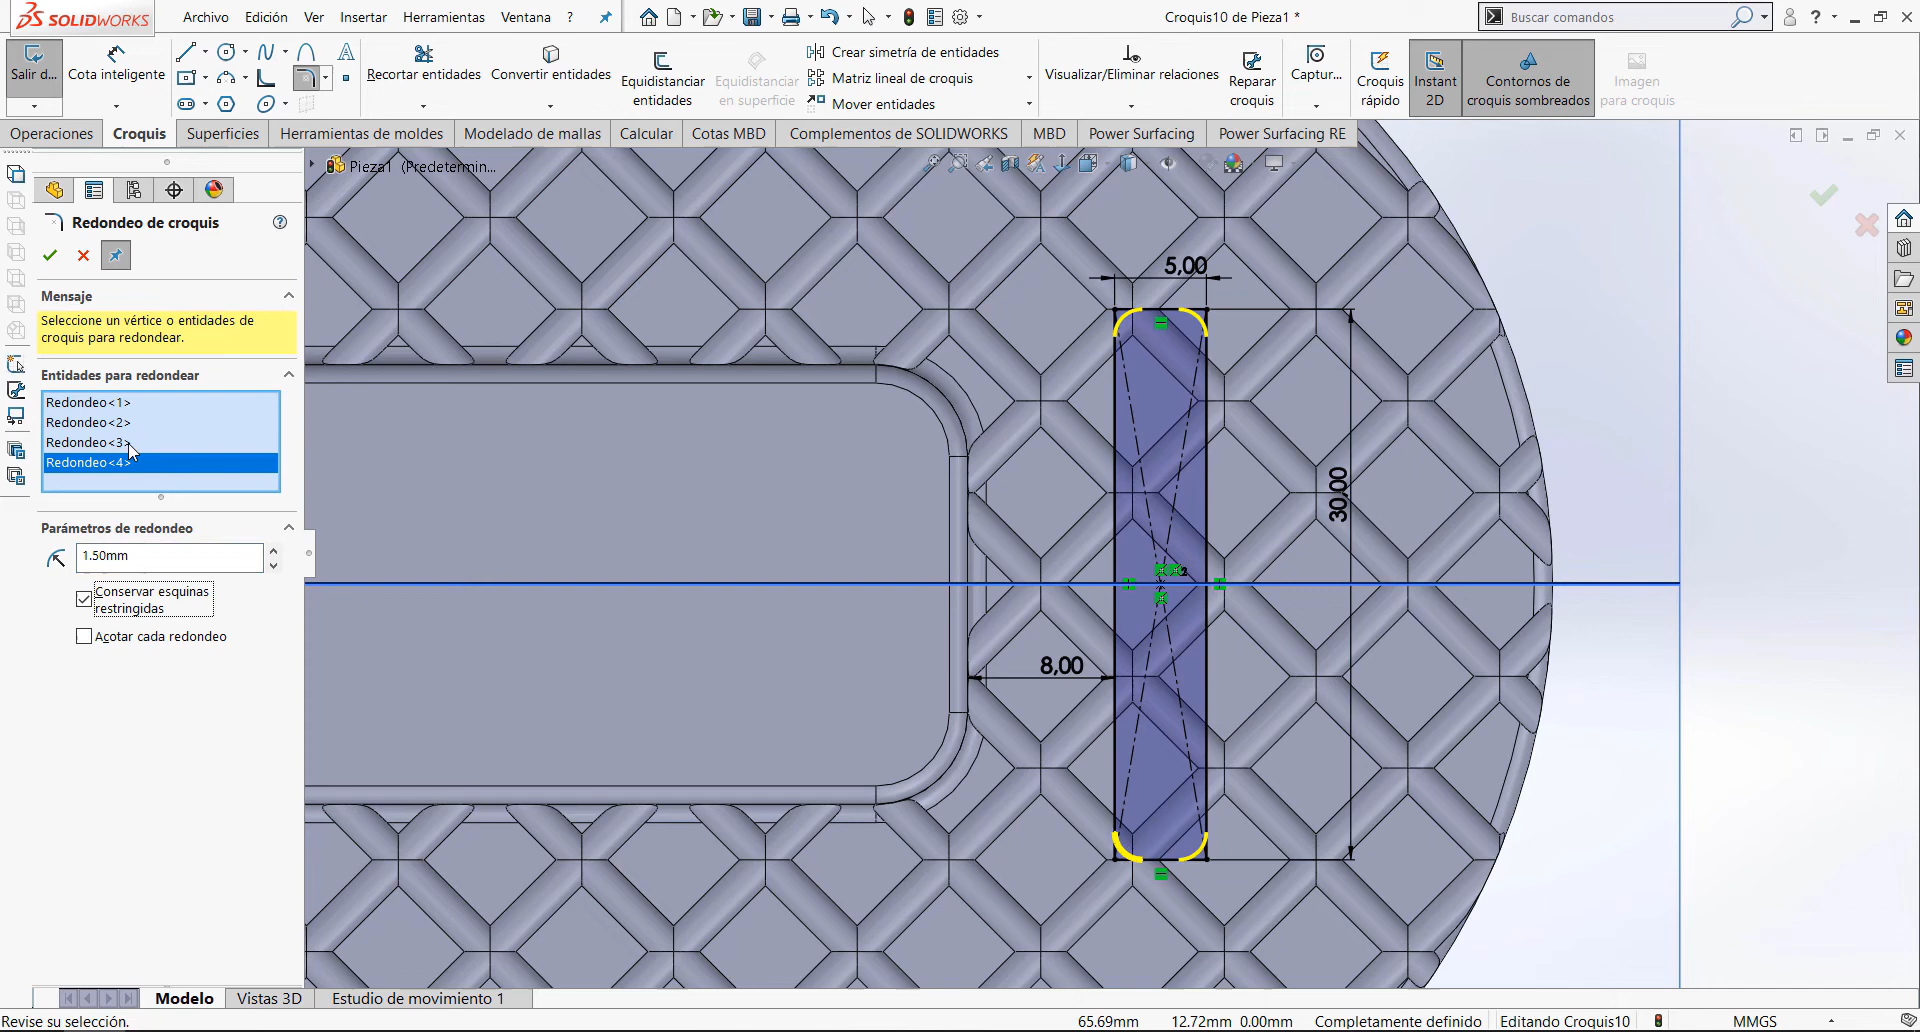 SOLIDWORKS
Archivo Edición Ver Insertar Herramientas Ventana ?
Croquis10 de Pieza1 *
Buscar comandos
?
Salir d...
Cota inteligente
Recortar entidades
Convertir entidades
Equidistanciar
entidades
Equidistanciar
en superficie
Crear simetría de entidades
Matriz lineal de croquis
Mover entidades
Visualizar/Eliminar relaciones
Reparar
croquis
Captur...
Croquis
rápido
Instant
2D
Contornos de
croquis sombreados
Imagen
para croquis
Operaciones Croquis Superficies Herramientas de moldes Modelado de mallas Calcular Cotas MBD Complementos de SOLIDWORKS MBD Power Surfacing Power Surfacing RE
Pieza1 (Predetermin...
Redondeo de croquis
Mensaje
Seleccione un vértice o entidades de
croquis para redondear.
Entidades para redondear
Redondeo<1>
Redondeo<2>
Redondeo<3>
Redondeo<4>
Parámetros de redondeo
1.50mm
Conservar esquinas
restringidas
Acotar cada redondeo
5,00
30,00
8,00
2
Modelo Vistas 3D Estudio de movimiento 1
Revise su selección.
65.69mm 12.72mm 0.00mm Completamente definido Editando Croquis10 MMGS